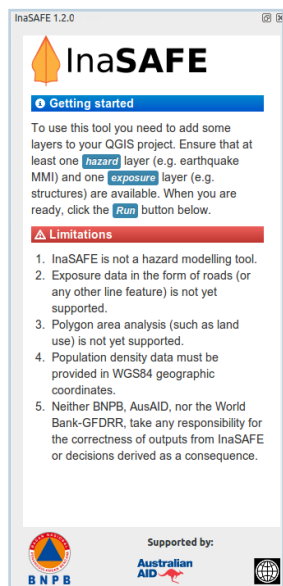 InaSAFE 1.2.0
InaSAFE
Getting started
To use this tool you need to add some
layers to your QGIS project. Ensure that at
least one hazard layer (e.g. earthquake
MMI) and one exposure layer (e.g.
structures) are available. When you are
ready, click the Run button below.
Limitations
1. InaSAFE is not a hazard modelling tool.
2. Exposure data in the form of roads (or
any other line feature) is not yet
supported.
3. Polygon area analysis (such as land
use) is not yet supported.
4. Population density data must be
provided in WGS84 geographic
coordinates.
5. Neither BNPB, AusAID, nor the World
Bank-GFDRR, take any responsibility for
the correctness of outputs from InaSAFE
or decisions derived as a consequence.
Supported by:
Australian
AID
BNPB